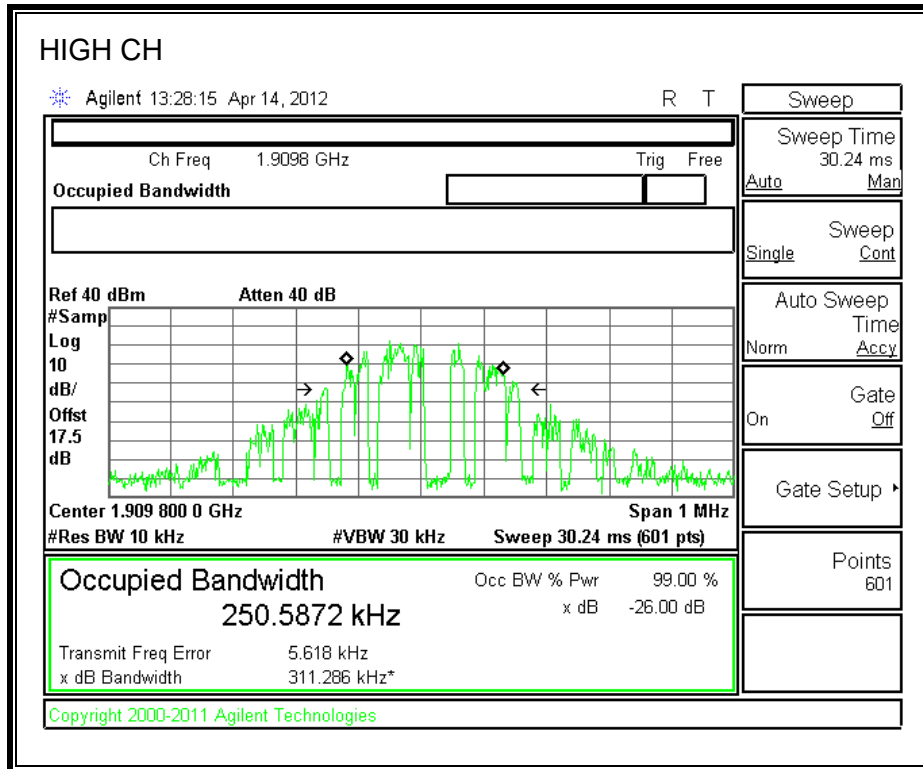 HIGH CH
Agilent 13:28:15 Apr 14, 2012 R T
Ch Freq 1.9098 GHz Trig Free
Occupied Bandwidth
Ref 40 dBm Atten 40 dB
#Samp
Log
10
dB/
Offst
17.5
dB
Center 1.909 800 0 GHz Span 1 MHz
#Res BW 10 kHz #VBW 30 kHz Sweep 30.24 ms (601 pts)
Occupied Bandwidth
250.5872 kHz
Occ BW % Pwr 99.00 %
x dB -26.00 dB
Transmit Freq Error 5.618 kHz
x dB Bandwidth 311.286 kHz*
Copyright 2000-2011 Agilent Technologies
Sweep
Sweep Time
30.24 ms
Auto Man
Sweep
Single Cont
Auto Sweep
Time
Norm Accy
Gate
On Off
Gate Setup
Points
601